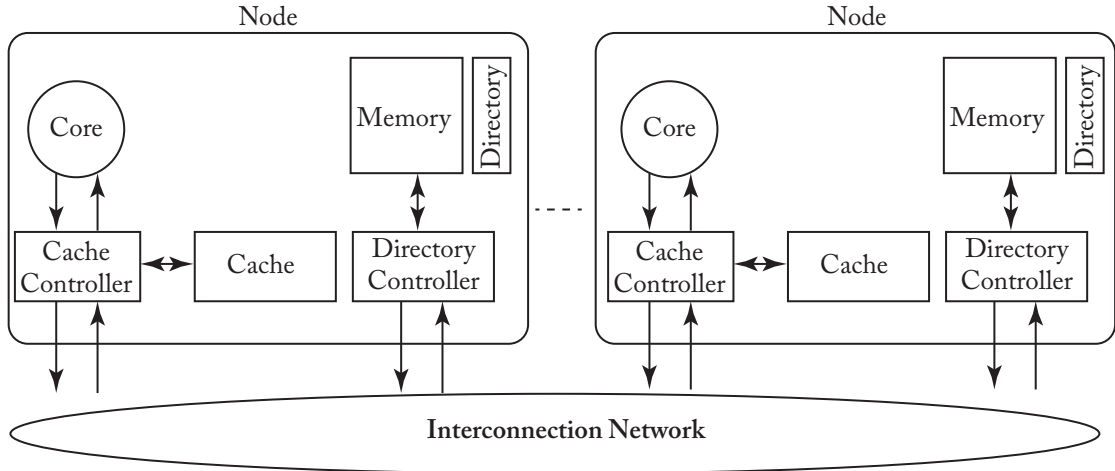 Node
Core
Memory
Directory
Cache
Controller
Cache
Directory
Controller
Node
Core
Memory
Directory
Cache
Controller
Cache
Directory
Controller
Interconnection Network